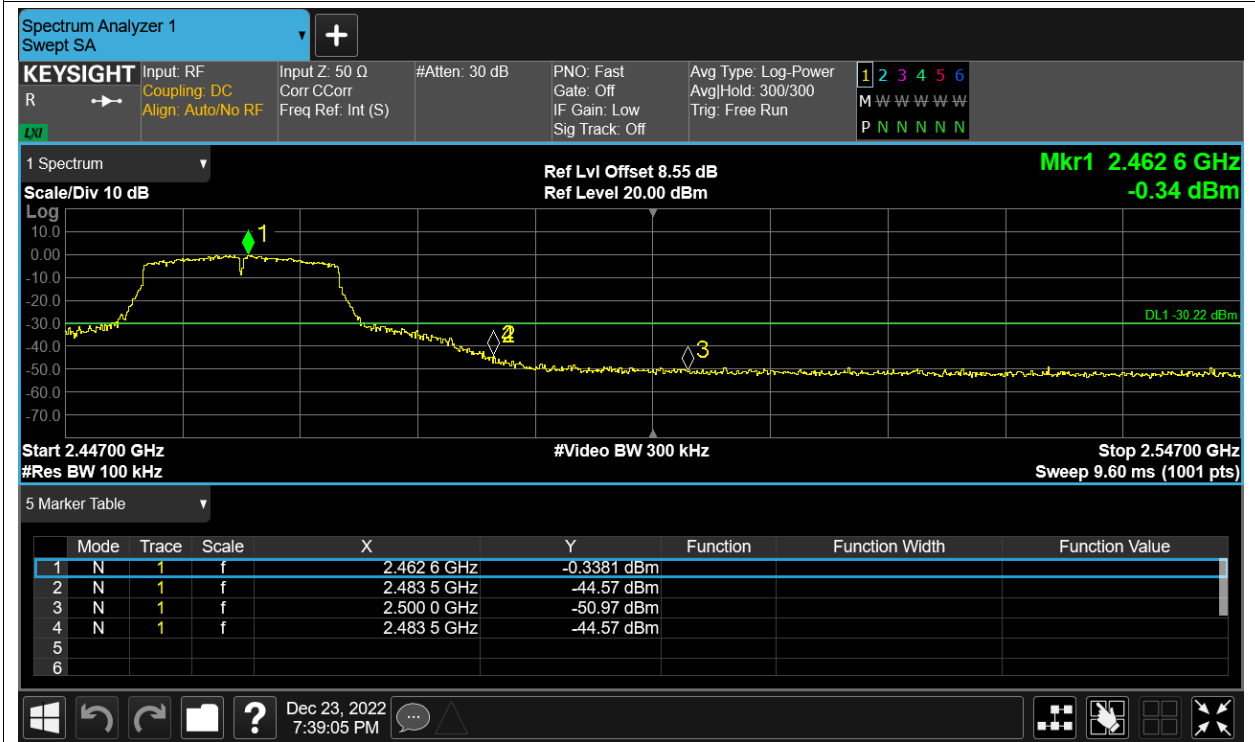 Spectrum Analyzer 1
Swept SA
KEYSIGHT
R
LXI
Input: RF
Coupling: DC
Align: Auto/No RF
Input Z: 50 Ω
Corr CCorr
Freq Ref: Int (S)
#Atten: 30 dB
PNO: Fast
Gate: Off
IF Gain: Low
Sig Track: Off
Avg Type: Log-Power
Avg|Hold: 300/300
Trig: Free Run
1 2 3 4 5 6
M W W W W W
P N N N N N
1 Spectrum
Scale/Div 10 dB
Ref Lvl Offset 8.55 dB
Ref Level 20.00 dBm
Mkr1 2.462 6 GHz
-0.34 dBm
Log
10.0
0.00
-10.0
-20.0
-30.0
-40.0
-50.0
-60.0
-70.0
1
3
DL1 -30.22 dBm
Start 2.44700 GHz
#Res BW 100 kHz
#Video BW 300 kHz
Stop 2.54700 GHz
Sweep 9.60 ms (1001 pts)
5 Marker Table
Mode Trace Scale X Y Function Function Width Function Value
1 N 1 f 2.462 6 GHz -0.3381 dBm
2 N 1 f 2.483 5 GHz -44.57 dBm
3 N 1 f 2.500 0 GHz -50.97 dBm
4 N 1 f 2.483 5 GHz -44.57 dBm
5
6
?
Dec 23, 2022
7:39:05 PM